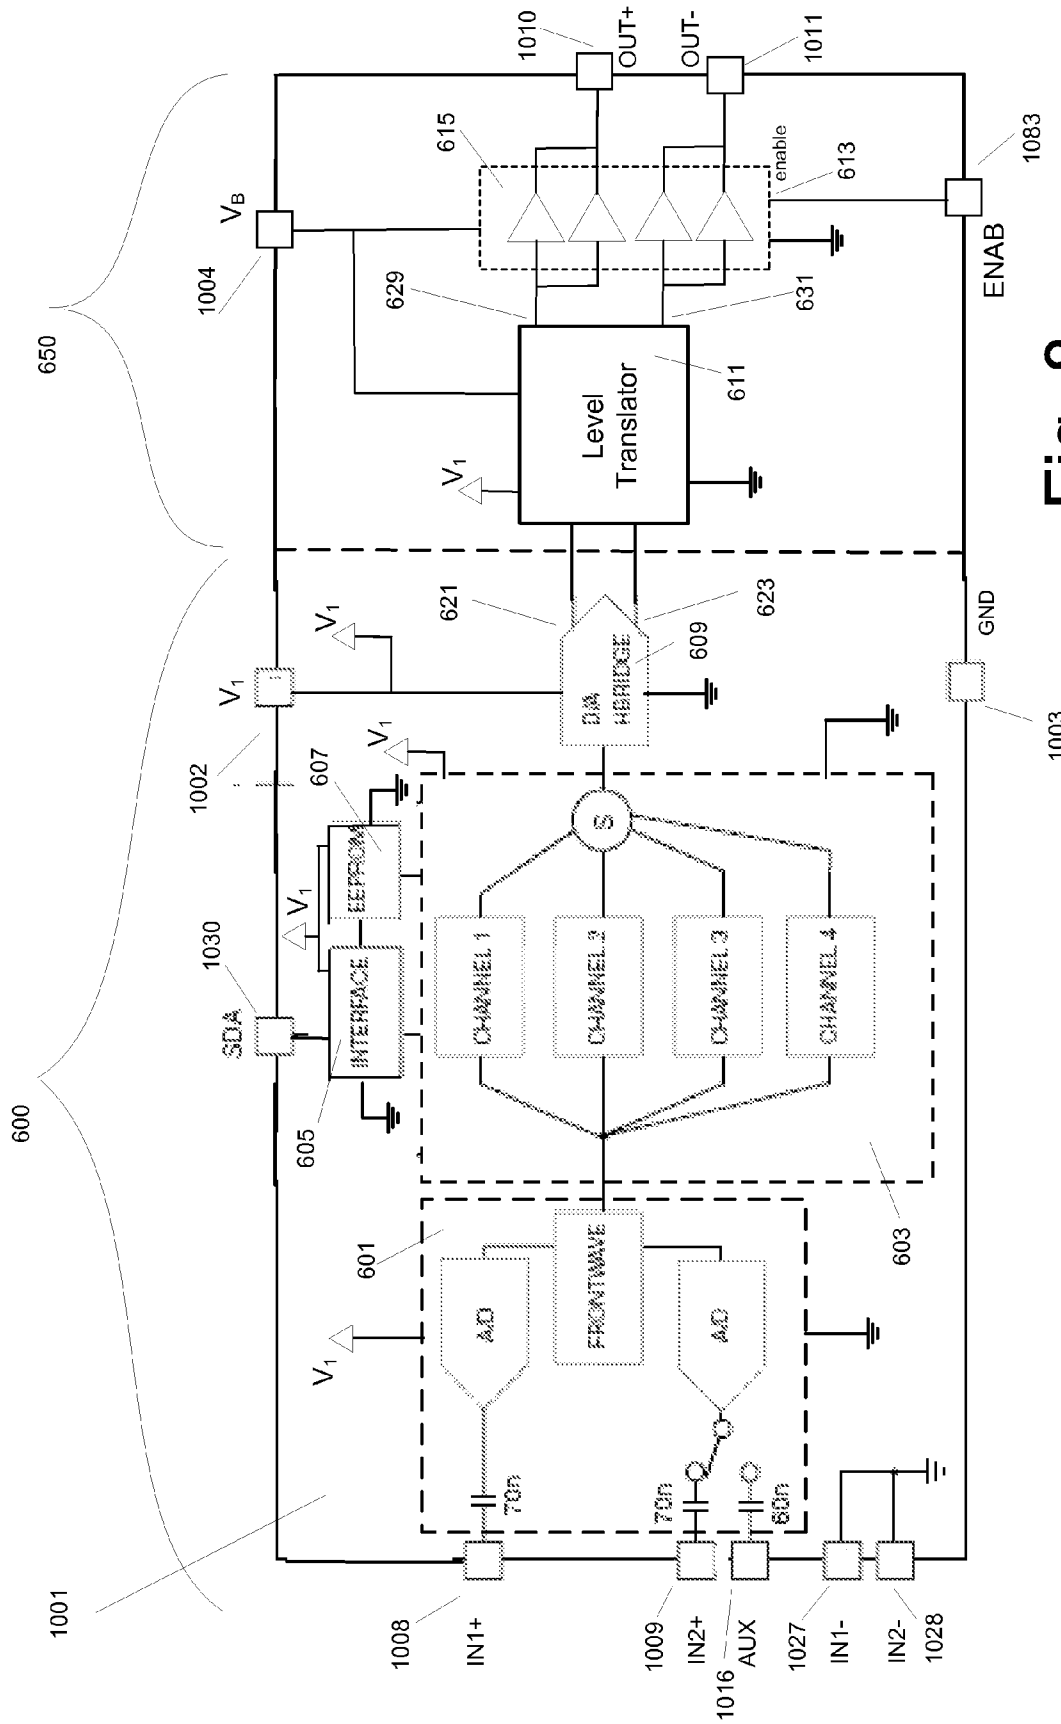 600
650
1001
1008
IN1+
1009
IN2+
1016
AUX
1027
IN1-
IN2-
1028
70n
70n
60n
V1
601
A/D
FRONTWAVE
A/D
603
605
SDA
1030
INTERFACE
V1
EEPROM
607
CHANNEL 1
CHANNEL 2
CHANNEL 3
CHANNEL 4
S
V1
1002
V1
V1
D/A
HBRIDGE
609
621
623
GND
1003
V1
Level
Translator
611
629
631
1004
VB
615
enable
613
1010
OUT+
OUT-
1011
ENAB
1083